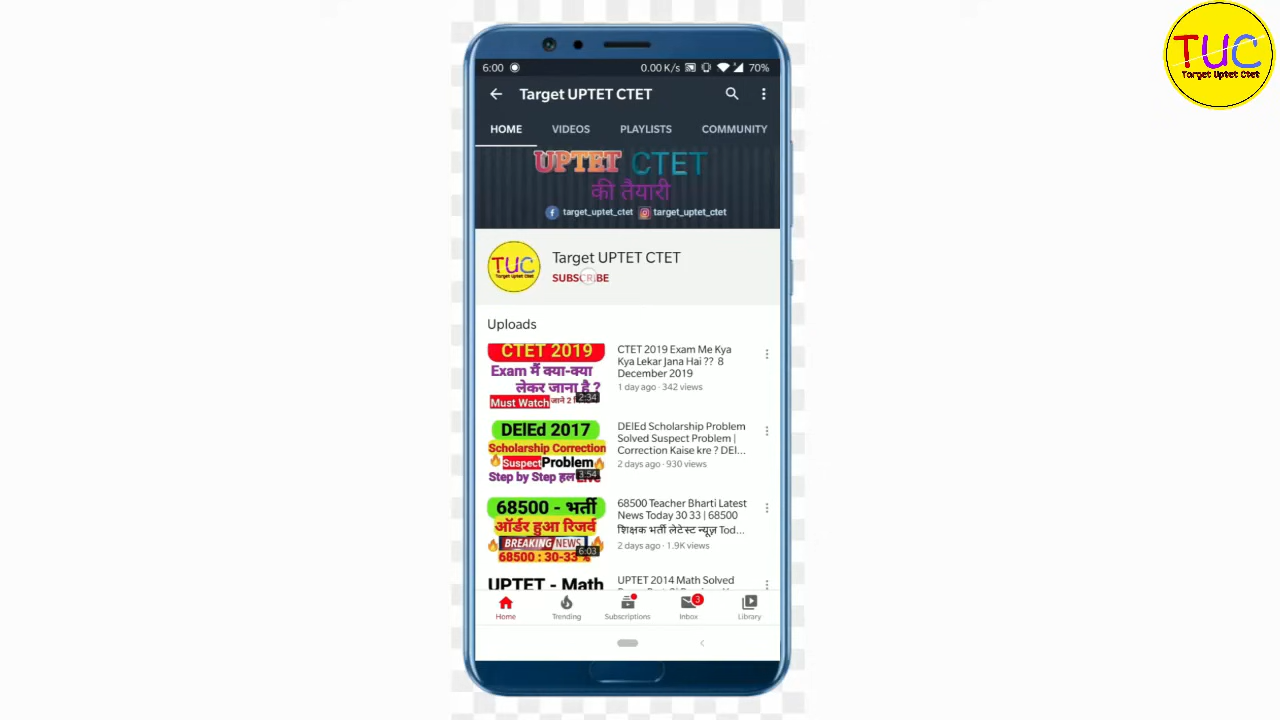 TUC
Target Uptet Ctet
6:00
0.00 K/s 70%
Target UPTET CTET
HOME VIDEOS PLAYLISTS COMMUNITY
UPTET CTET
की तैयारी
target_uptet_ctet target_uptet_ctet
TUC
Target Uptet Ctet
Target UPTET CTET
SUBSCRIBE
Uploads
CTET 2019
Exam मैं क्या-क्या
लेकर जाना है ?
Must Watch जाने 2
2:34
CTET 2019 Exam Me Kya
Kya Lekar Jana Hai ?? 8
December 2019
1 day ago · 342 views
DElEd 2017
Scholarship Correction
Suspect Problem
Step by Step हल
3:54
DElEd Scholarship Problem
Solved Suspect Problem |
Correction Kaise kre ? DEl...
2 days ago · 930 views
68500 - भर्ती
ऑर्डर हुआ रिजर्व
BREAKING NEWS
68500 : 30-33 %
6:03
68500 Teacher Bharti Latest
News Today 30 33 | 68500
शिक्षक भर्ती लेटेस्ट न्यूज़ Tod...
2 days ago · 1.9K views
UPTET - Math
UPTET 2014 Math Solved
Home Trending Subscriptions 3 Inbox Library